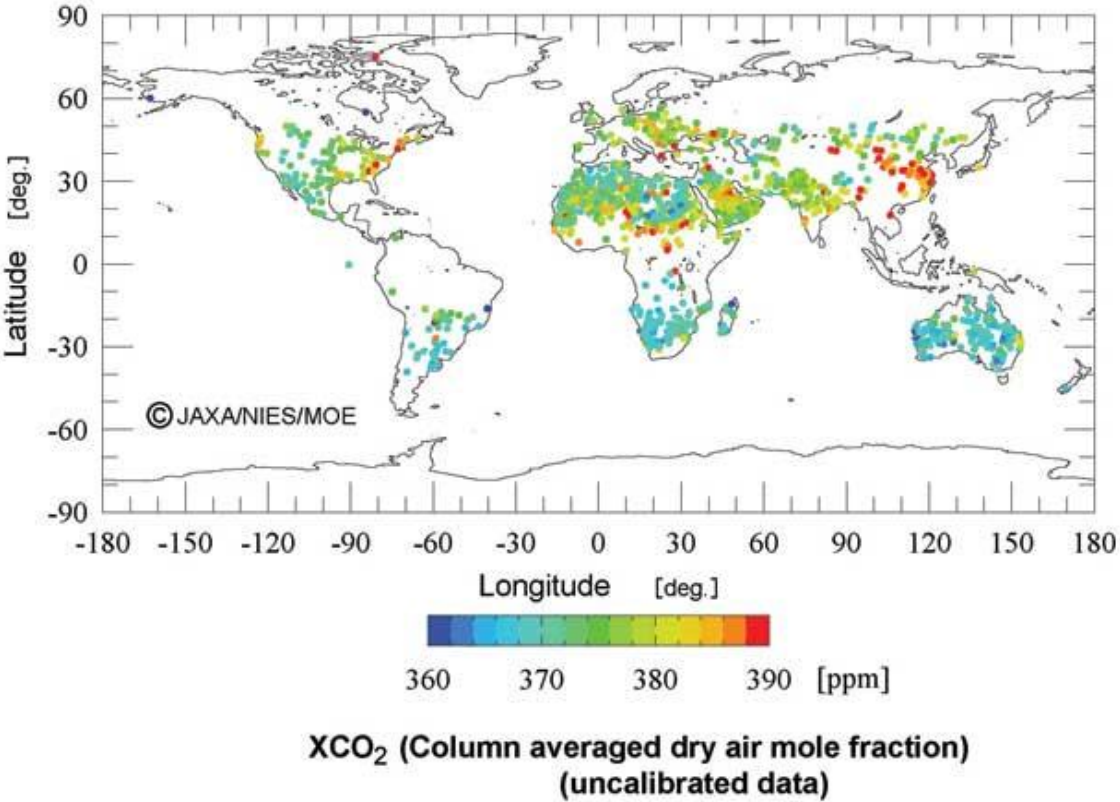 90
60
30
0
-30
-60
-90
Latitude [deg.]
© JAXA/NIES/MOE
-180 -150 -120 -90 -60 -30 0 30 60 90 120 150 180
Longitude [deg.]
360 370 380 390 [ppm]
XCO₂ (Column averaged dry air mole fraction)
(uncalibrated data)